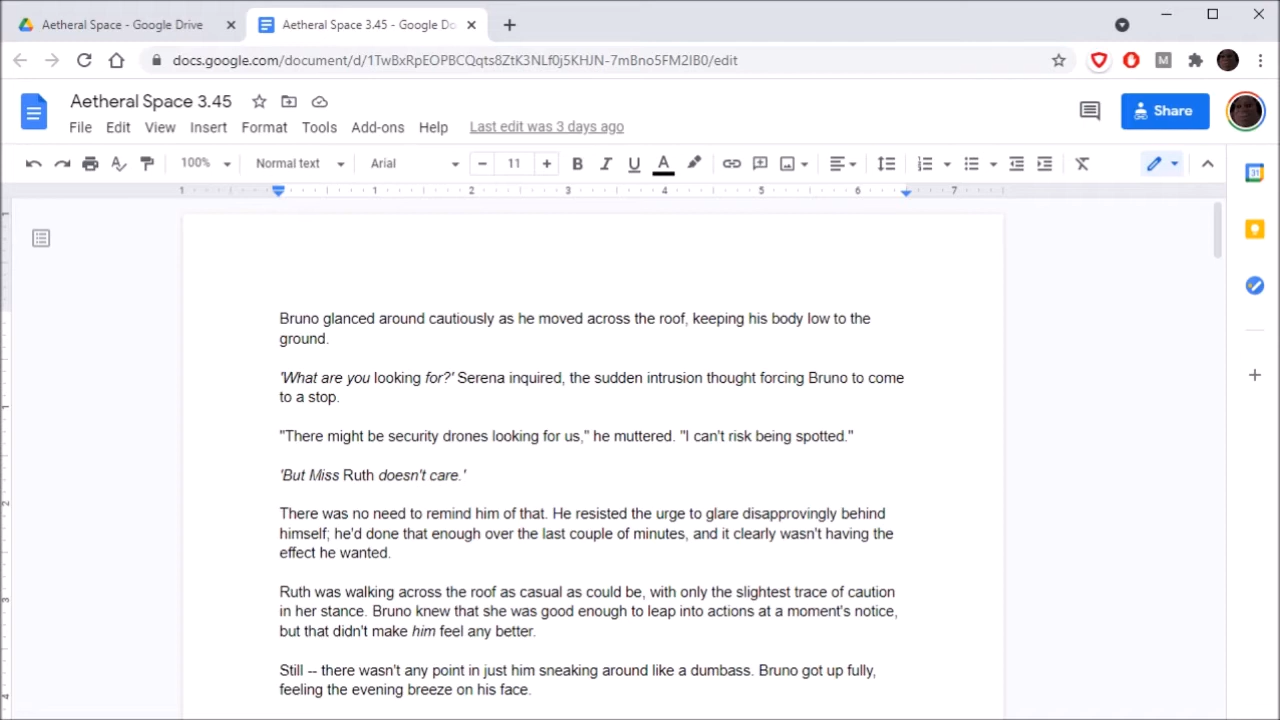 Aetheral Space - Google Drive
Aetheral Space 3.45 - Google Do
docs.google.com/document/d/1TwBxRpEOPBCQqts8ZtK3NLf0j5KHJN-7mBno5FM2IB0/edit
M
Aetheral Space 3.45
Share
File Edit View Insert Format Tools Add-ons Help Last edit was 3 days ago
100% Normal text Arial 11 B I U A
31
1 1 2 3 4 5 6 7
Bruno glanced around cautiously as he moved across the roof, keeping his body low to the
ground.
'What are you looking for?' Serena inquired, the sudden intrusion thought forcing Bruno to come
to a stop.
"There might be security drones looking for us," he muttered. "I can't risk being spotted."
'But Miss Ruth doesn't care.'
There was no need to remind him of that. He resisted the urge to glare disapprovingly behind
himself; he'd done that enough over the last couple of minutes, and it clearly wasn't having the
effect he wanted.
Ruth was walking across the roof as casual as could be, with only the slightest trace of caution
in her stance. Bruno knew that she was good enough to leap into actions at a moment's notice,
but that didn't make him feel any better.
Still -- there wasn't any point in just him sneaking around like a dumbass. Bruno got up fully,
feeling the evening breeze on his face.